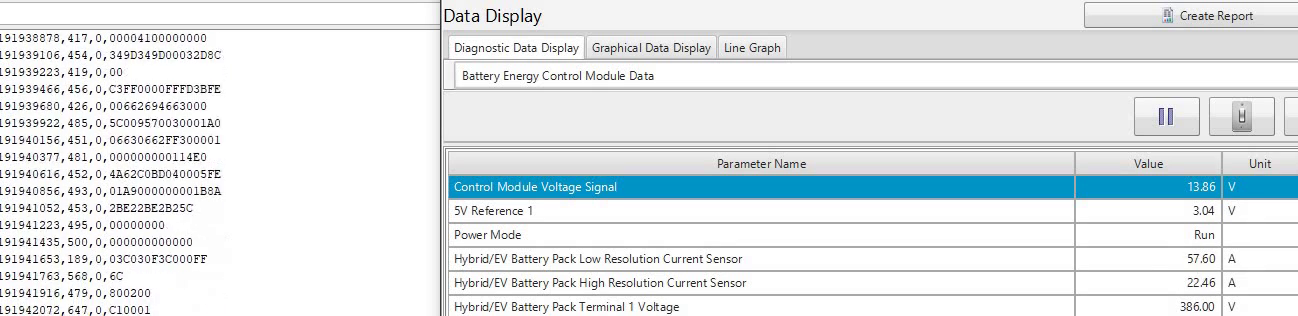 191938878,417,0,00004100000000
191939106,454,0,349D349D00032D8C
191939223,419,0,00
191939466,456,0,C3FF0000FFFD3BFE
191939680,426,0,00662694663000
191939922,485,0,5C009570030001A0
191940156,451,0,06630662FF300001
191940377,481,0,000000000114E0
191940616,452,0,4A62C0BD040005FE
191940856,493,0,01A9000000001B8A
191941052,453,0,2BE22BE2B25C
191941223,495,0,00000000
191941435,500,0,000000000000
191941653,189,0,03C030F3C000FF
191941763,568,0,6C
191941916,479,0,800200
191942072,647,0,C10001
Data Display
Create Report
Diagnostic Data Display Graphical Data Display Line Graph
Battery Energy Control Module Data
Parameter Name Value Unit
Control Module Voltage Signal 13.86 V
5V Reference 1 3.04 V
Power Mode Run
Hybrid/EV Battery Pack Low Resolution Current Sensor 57.60 A
Hybrid/EV Battery Pack High Resolution Current Sensor 22.46 A
Hybrid/EV Battery Pack Terminal 1 Voltage 386.00 V